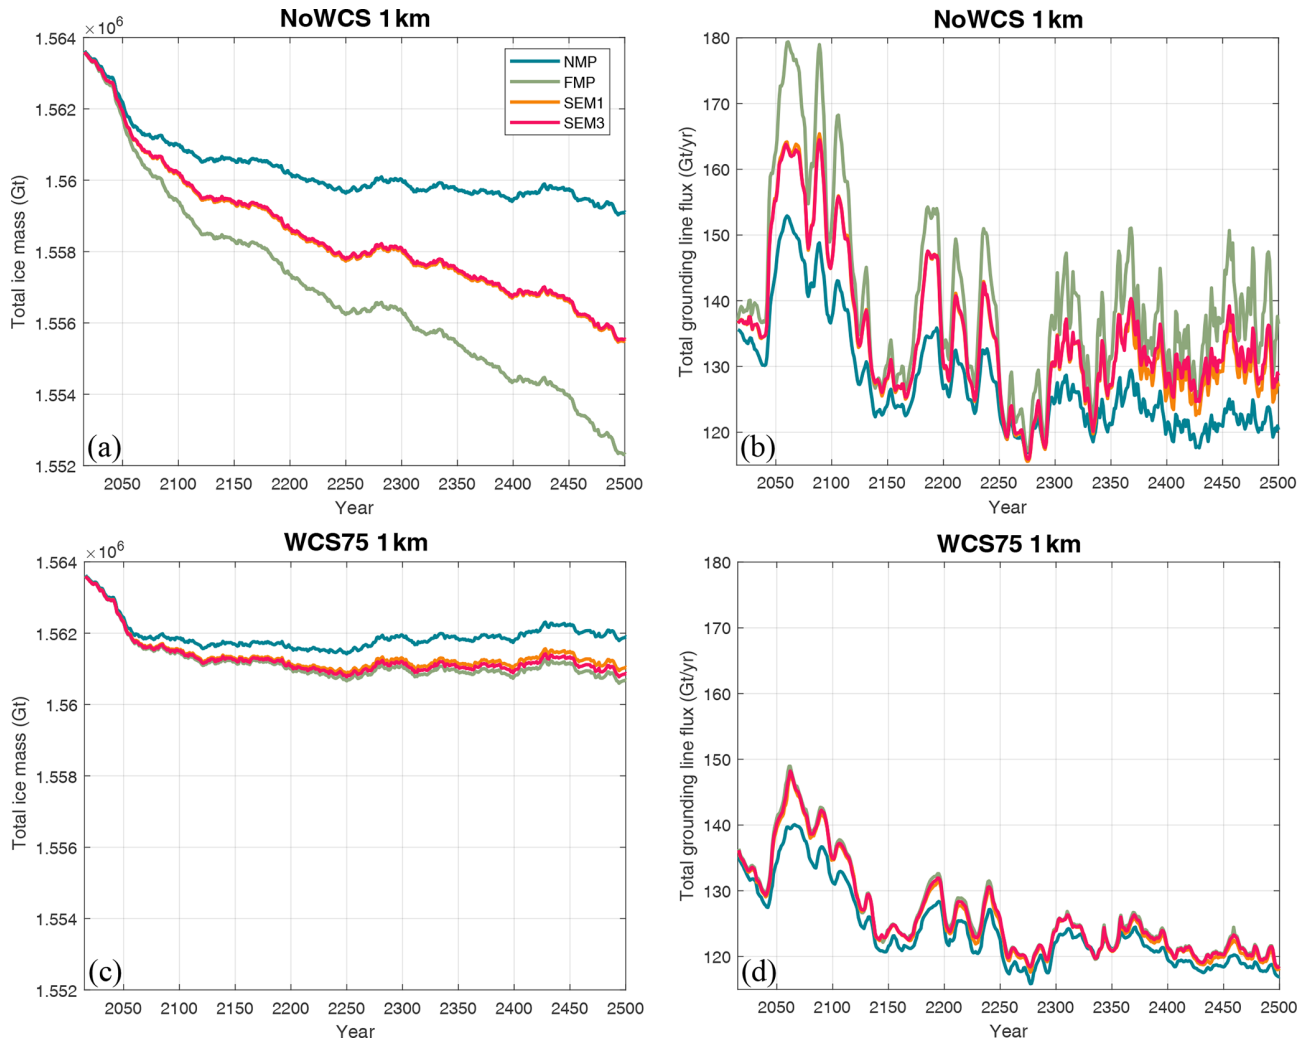 NoWCS 1km
×10⁶
1.564
1.562
1.56
1.558
1.556
1.554
1.552
Total ice mass (Gt)
NMP
FMP
SEM1
SEM3
(a)
2050 2100 2150 2200 2250 2300 2350 2400 2450 2500
Year
NoWCS 1km
180
170
160
150
140
130
120
Total grounding line flux (Gt/yr)
(b)
2050 2100 2150 2200 2250 2300 2350 2400 2450 2500
Year
WCS75 1km
×10⁶
1.564
1.562
1.56
1.558
1.556
1.554
1.552
Total ice mass (Gt)
(c)
2050 2100 2150 2200 2250 2300 2350 2400 2450 2500
Year
WCS75 1km
180
170
160
150
140
130
120
Total grounding line flux (Gt/yr)
(d)
2050 2100 2150 2200 2250 2300 2350 2400 2450 2500
Year